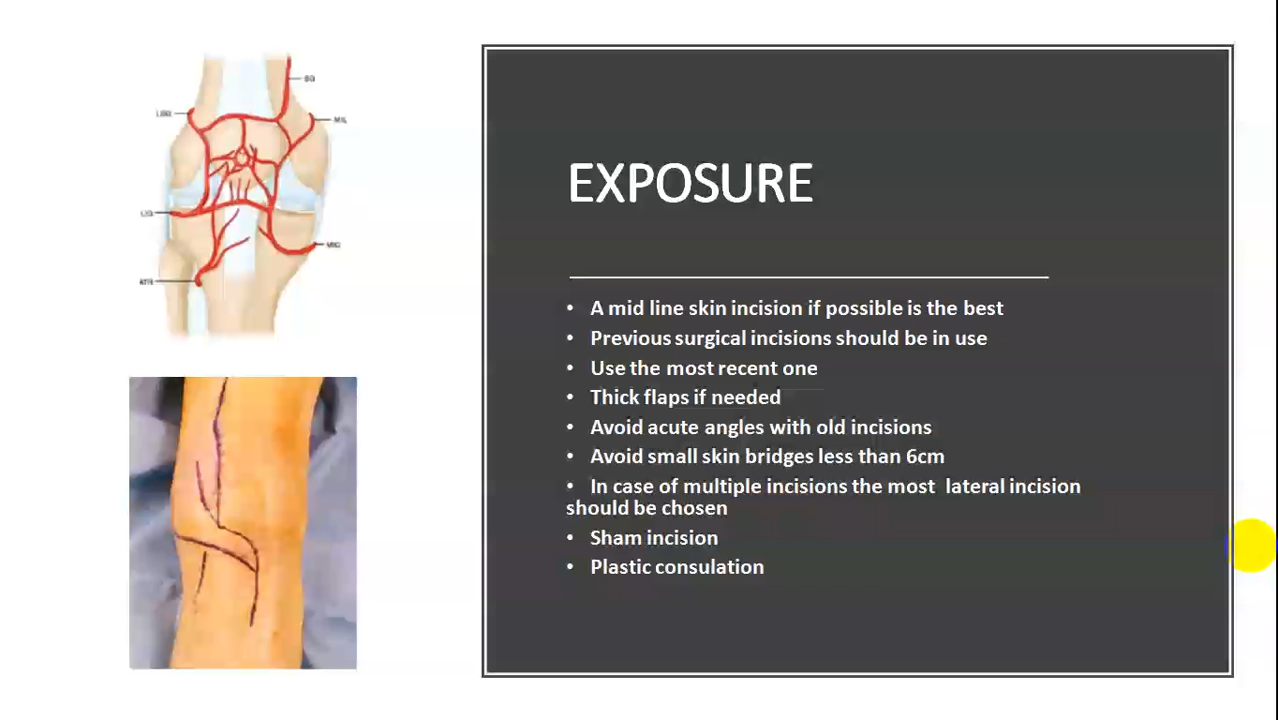 EXPOSURE
• A mid line skin incision if possible is the best
• Previous surgical incisions should be in use
• Use the most recent one
• Thick flaps if needed
• Avoid acute angles with old incisions
• Avoid small skin bridges less than 6cm
• In case of multiple incisions the most lateral incision
should be chosen
• Sham incision
• Plastic consulation